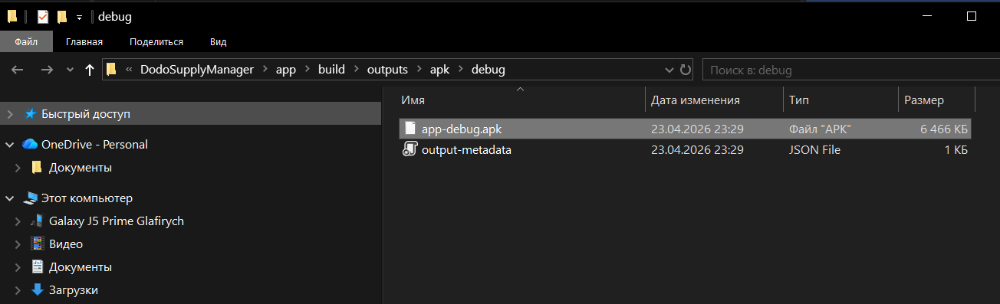 debug
Файл Главная Поделиться Вид
« DodoSupplyManager › app › build › outputs › apk › debug Поиск в: debug
Имя Дата изменения Тип Размер
Быстрый доступ
app-debug.apk 23.04.2026 23:29 Файл "APK" 6 466 КБ
OneDrive - Personal
output-metadata 23.04.2026 23:29 JSON File 1 КБ
Документы
Этот компьютер
Galaxy J5 Prime Glafirych
Видео
Документы
Загрузки